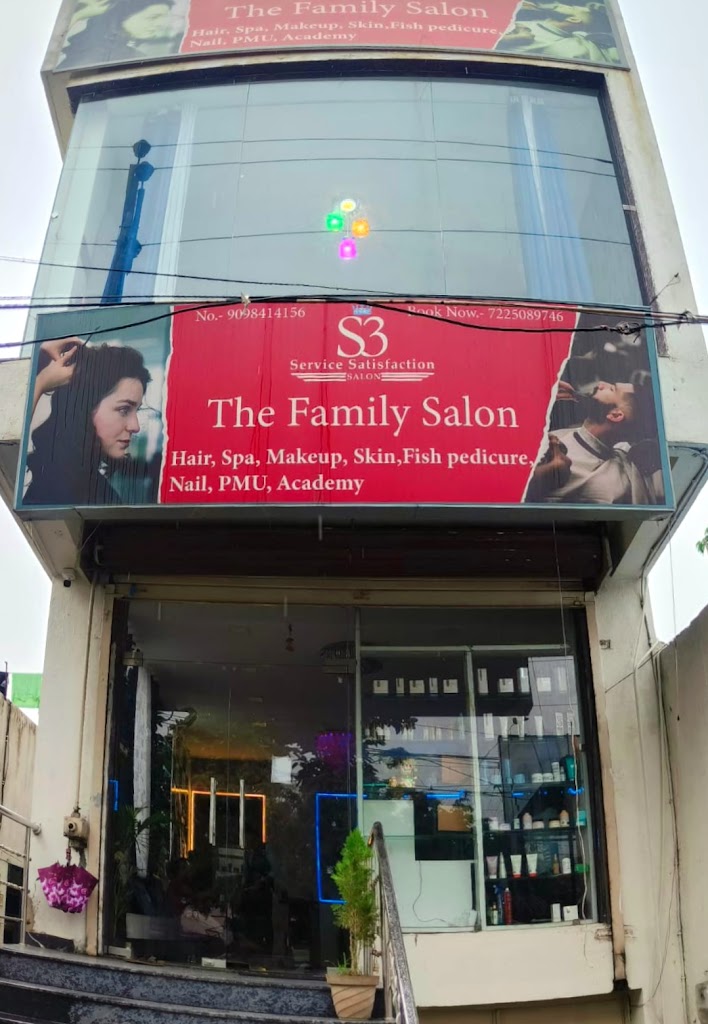 The Family Salon
Hair, Spa, Makeup, Skin,Fish pedicure,
Nail, PMU, Academy
No.- 9098414156
Book Now.- 7225089746
S3
Service Satisfaction
SALON
The Family Salon
Hair, Spa, Makeup, Skin,Fish pedicure,
Nail, PMU, Academy